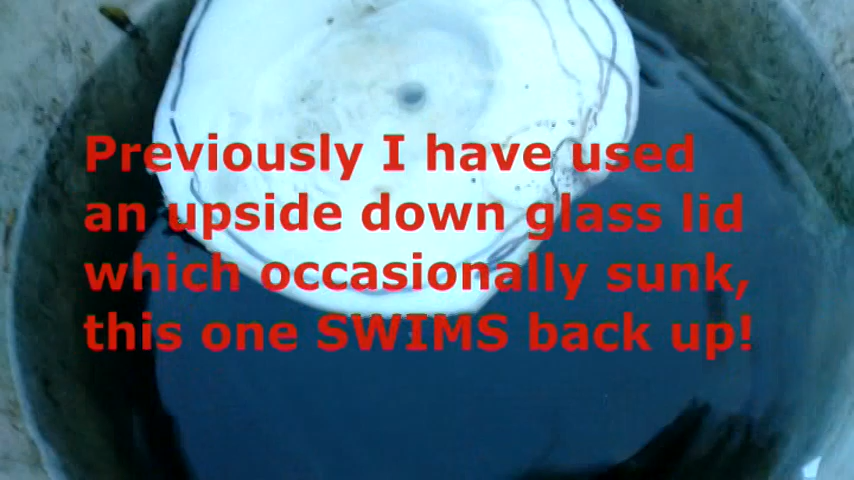 Previously I have used
an upside down glass lid
which occasionally sunk,
this one SWIMS back up!